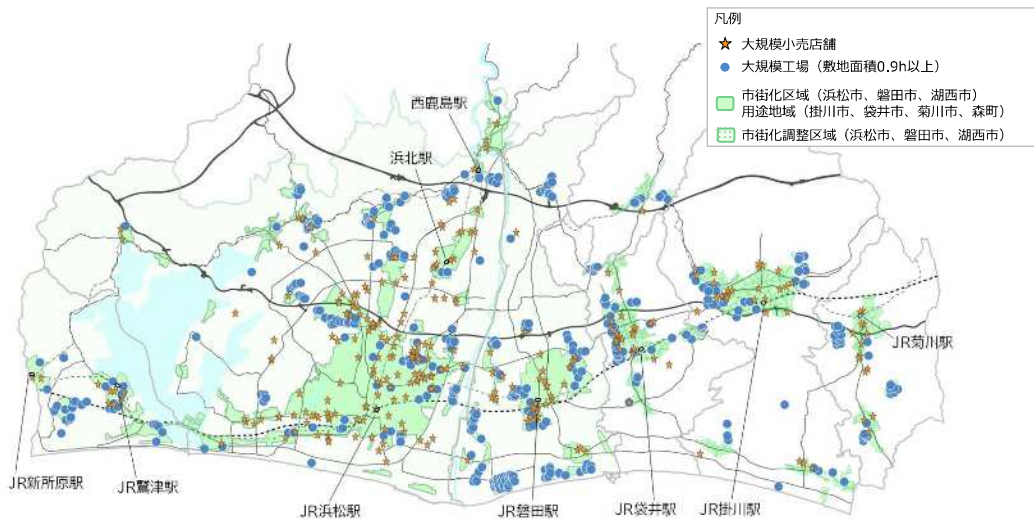 凡例
大規模小売店舗
大規模工場（敷地面積0.9h以上）
市街化区域（浜松市、磐田市、湖西市）
用途地域（掛川市、袋井市、菊川市、森町）
市街化調整区域（浜松市、磐田市、湖西市）
西鹿島駅
浜北駅
JR菊川駅
JR新所原駅
JR鷲津駅
JR浜松駅
JR磐田駅
JR袋井駅
JR掛川駅